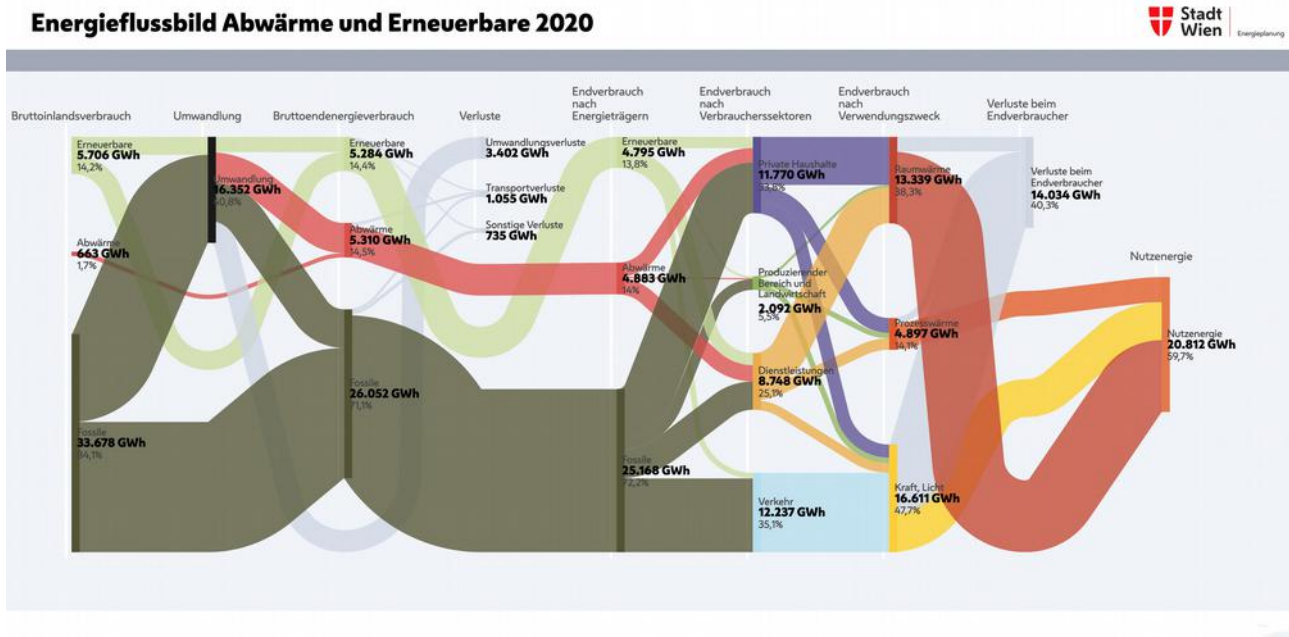 Energieflussbild Abwärme und Erneuerbare 2020
Stadt
Wien
Energieplanung
Bruttoinlandsverbrauch
Umwandlung
Bruttoendenergieverbrauch
Verluste
Endverbrauch
nach
Energieträgern
Endverbrauch
nach
Verbrauchersektoren
Endverbrauch
nach
Verwendungszweck
Verluste beim
Endverbraucher
Erneuerbare
5.706 GWh
14,2%
Abwärme
663 GWh
1,7%
Fossile
33.678 GWh
84,1%
Umwandlung
16.352 GWh
40,8%
Erneuerbare
5.284 GWh
14,4%
Abwärme
5.310 GWh
14,5%
Fossile
26.052 GWh
71,1%
Umwandlungsverluste
3.402 GWh
Transportverluste
1.055 GWh
Sonstige Verluste
735 GWh
Erneuerbare
4.795 GWh
13,8%
Abwärme
4.883 GWh
14%
Fossile
25.168 GWh
72,2%
Private Haushalte
11.770 GWh
33,8%
Produzierender
Bereich und
Landwirtschaft
2.092 GWh
5,5%
Dienstleistungen
8.748 GWh
25,1%
Verkehr
12.237 GWh
35,1%
Raumwärme
13.339 GWh
38,3%
Prozesswärme
4.897 GWh
14,1%
Kraft, Licht
16.611 GWh
47,7%
Verluste beim
Endverbraucher
14.034 GWh
40,3%
Nutzenergie
Nutzenergie
20.812 GWh
59,7%